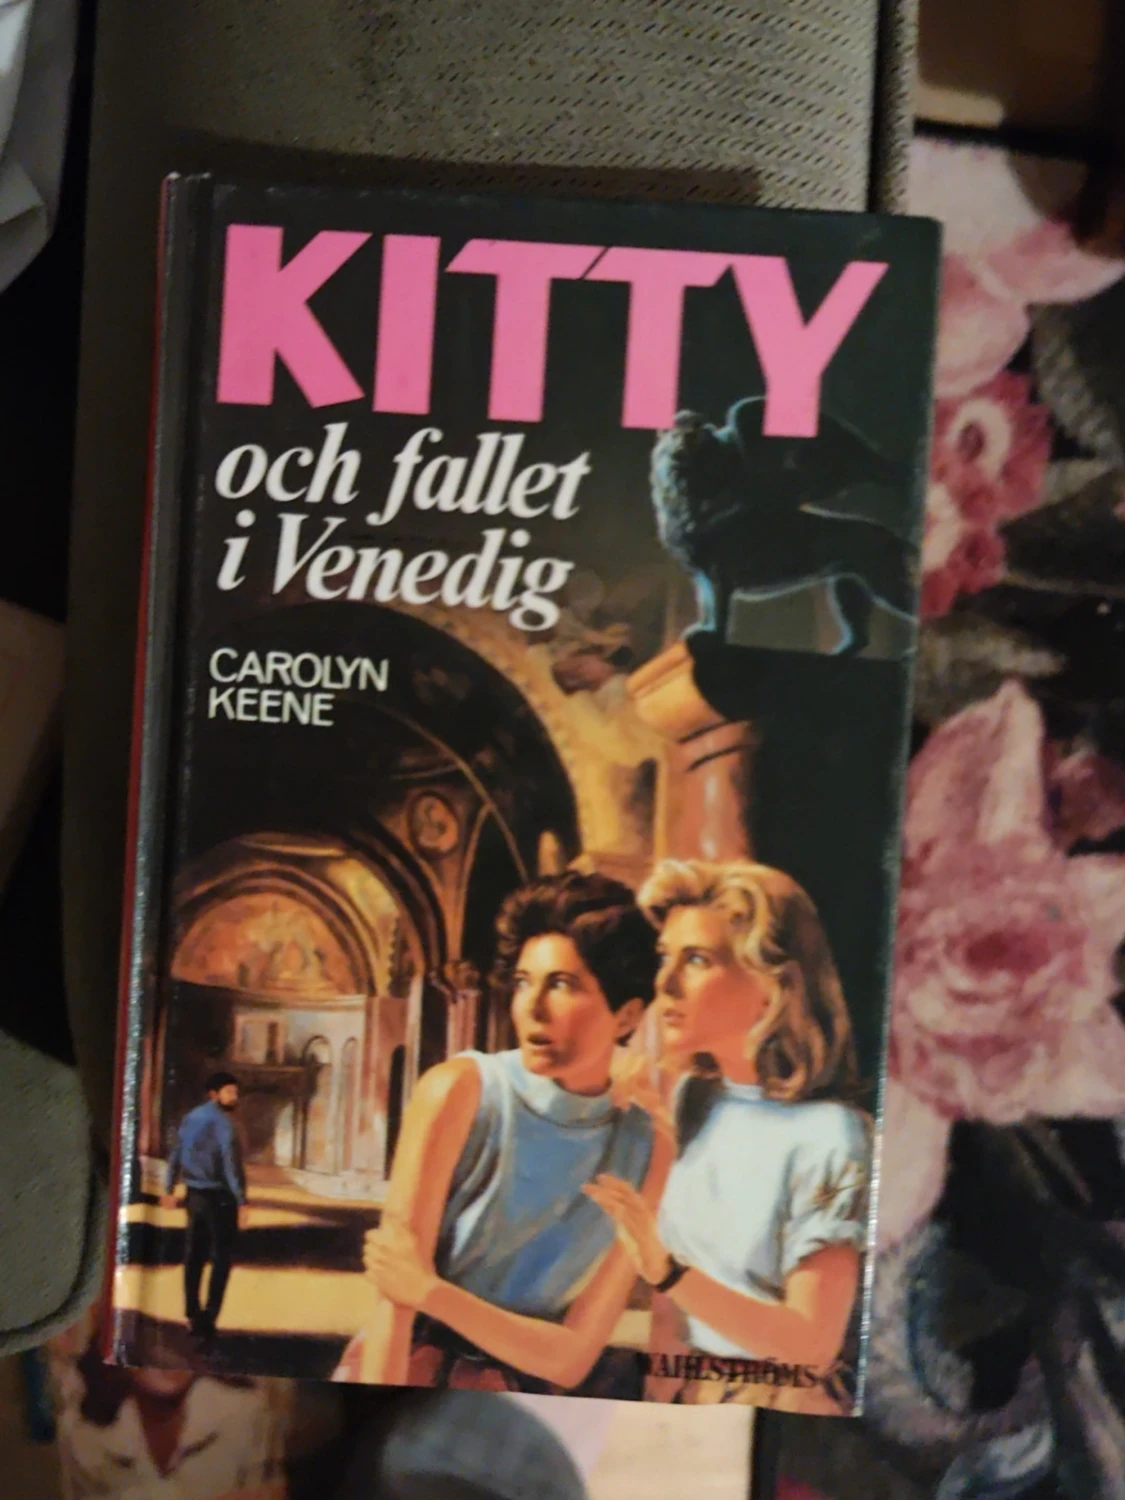 KITTY
och fallet
i Venedig
CAROLYN
KEENE
WAHLSTRÖMS